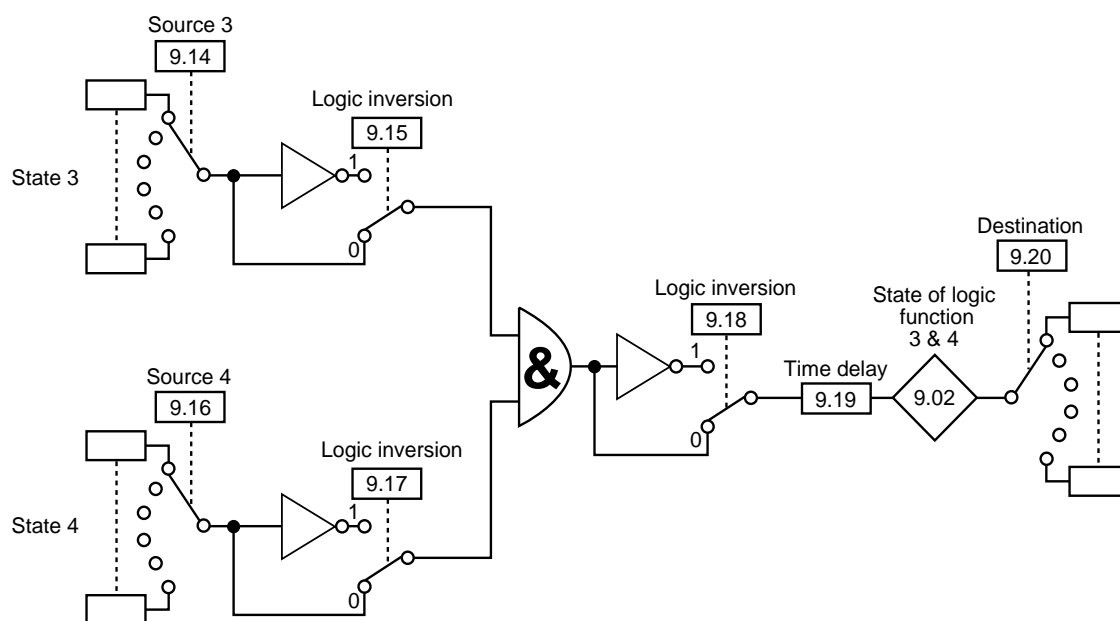 Source 3
9.14
Logic inversion
9.15
1
State 3
0
Destination
9.20
Logic inversion
9.18
State of logic
function
3 & 4
1
&
Time delay
9.19
9.02
0
Source 4
9.16
Logic inversion
9.17
1
State 4
0